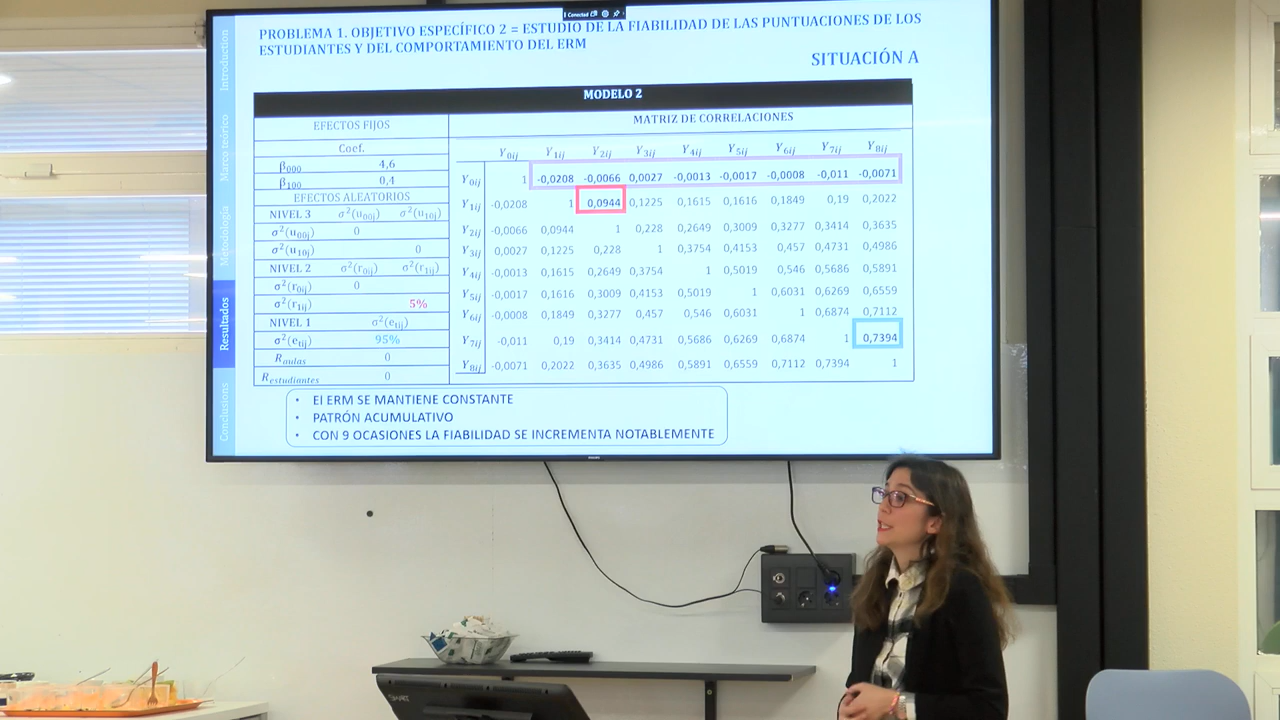 Conectad
PROBLEMA 1. OBJETIVO ESPECÍFICO 2 = ESTUDIO DE LA FIABILIDAD DE LAS PUNTUACIONES DE LOS
ESTUDIANTES Y DEL COMPORTAMIENTO DEL ERM
SITUACIÓN A
Introduction
Marco teórico
Metodología
Resultados
Conclusions
MODELO 2
EFECTOS FIJOS
Coef.
β000 4,6
β100 0,4
EFECTOS ALEATORIOS
NIVEL 3 σ²(u00j) σ²(u10j)
σ²(u00j) 0
σ²(u10j) 0
NIVEL 2 σ²(r0ij) σ²(r1ij)
σ²(r0ij) 0
σ²(r1ij) 5%
NIVEL 1 σ²(etij)
σ²(etij) 95%
Raulas 0
Restudiantes 0
MATRIZ DE CORRELACIONES
Y0ij Y1ij Y2ij Y3ij Y4ij Y5ij Y6ij Y7ij Y8ij
Y0ij 1 -0,0208 -0,0066 0,0027 -0,0013 -0,0017 -0,0008 -0,011 -0,0071
Y1ij -0,0208 1 0,0944 0,1225 0,1615 0,1616 0,1849 0,19 0,2022
Y2ij -0,0066 0,0944 1 0,228 0,2649 0,3009 0,3277 0,3414 0,3635
Y3ij 0,0027 0,1225 0,228 1 0,3754 0,4153 0,457 0,4731 0,4986
Y4ij -0,0013 0,1615 0,2649 0,3754 1 0,5019 0,546 0,5686 0,5891
Y5ij -0,0017 0,1616 0,3009 0,4153 0,5019 1 0,6031 0,6269 0,6559
Y6ij -0,0008 0,1849 0,3277 0,457 0,546 0,6031 1 0,6874 0,7112
Y7ij -0,011 0,19 0,3414 0,4731 0,5686 0,6269 0,6874 1 0,7394
Y8ij -0,0071 0,2022 0,3635 0,4986 0,5891 0,6559 0,7112 0,7394 1
• El ERM SE MANTIENE CONSTANTE
• PATRÓN ACUMULATIVO
• CON 9 OCASIONES LA FIABILIDAD SE INCREMENTA NOTABLEMENTE